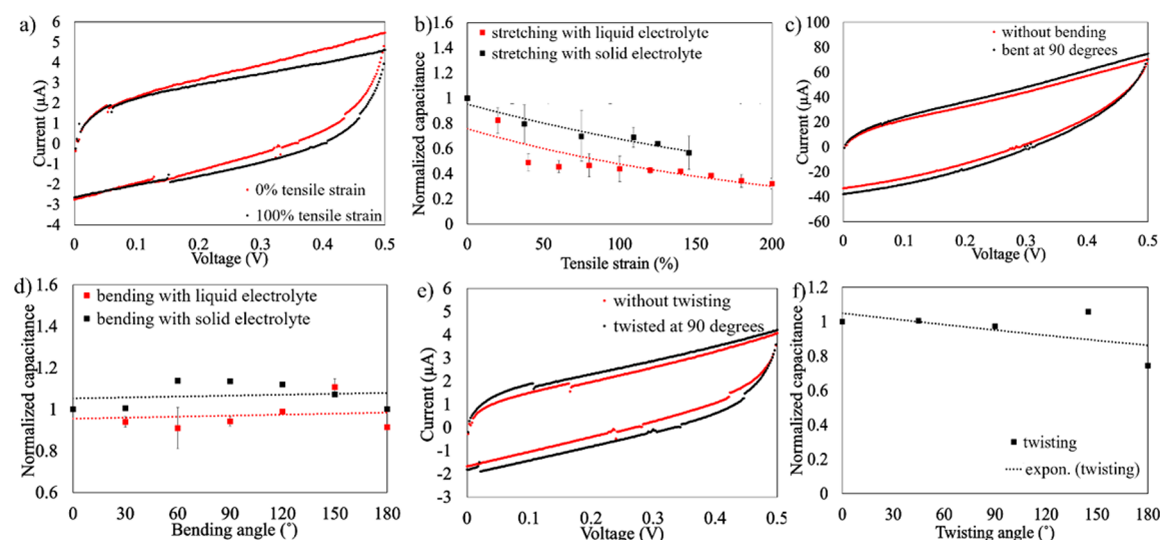 a)
6
5
4
3
2
1
0
-1
-2
-3
-4
Current (µA)
0% tensile strain
100% tensile strain
0 0.1 0.2 0.3 0.4 0.5
Voltage (V)
b)
1.6
1.4
1.2
1
0.8
0.6
0.4
0.2
0
Normalized capacitance
stretching with liquid electrolyte
stretching with solid electrolyte
0 50 100 150 200
Tensile strain (%)
c)
100
80
60
40
20
0
-20
-40
-60
Current (µA)
without bending
bent at 90 degrees
0 0.1 0.2 0.3 0.4 0.5
Voltage (V)
d)
1.6
1.4
1.2
1
0.8
0.6
Normalized capacitance
bending with liquid electrolyte
bending with solid electrolyte
0 30 60 90 120 150 180
Bending angle (˚)
e)
6
5
4
3
2
1
0
-1
-2
-3
Current (µA)
without twisting
twisted at 90 degrees
0 0.1 0.2 0.3 0.4 0.5
Voltage (V)
f)
1.2
1
0.8
0.6
0.4
0.2
0
Normalized capacitance
twisting
expon. (twisting)
0 30 60 90 120 150 180
Twisting angle (˚)